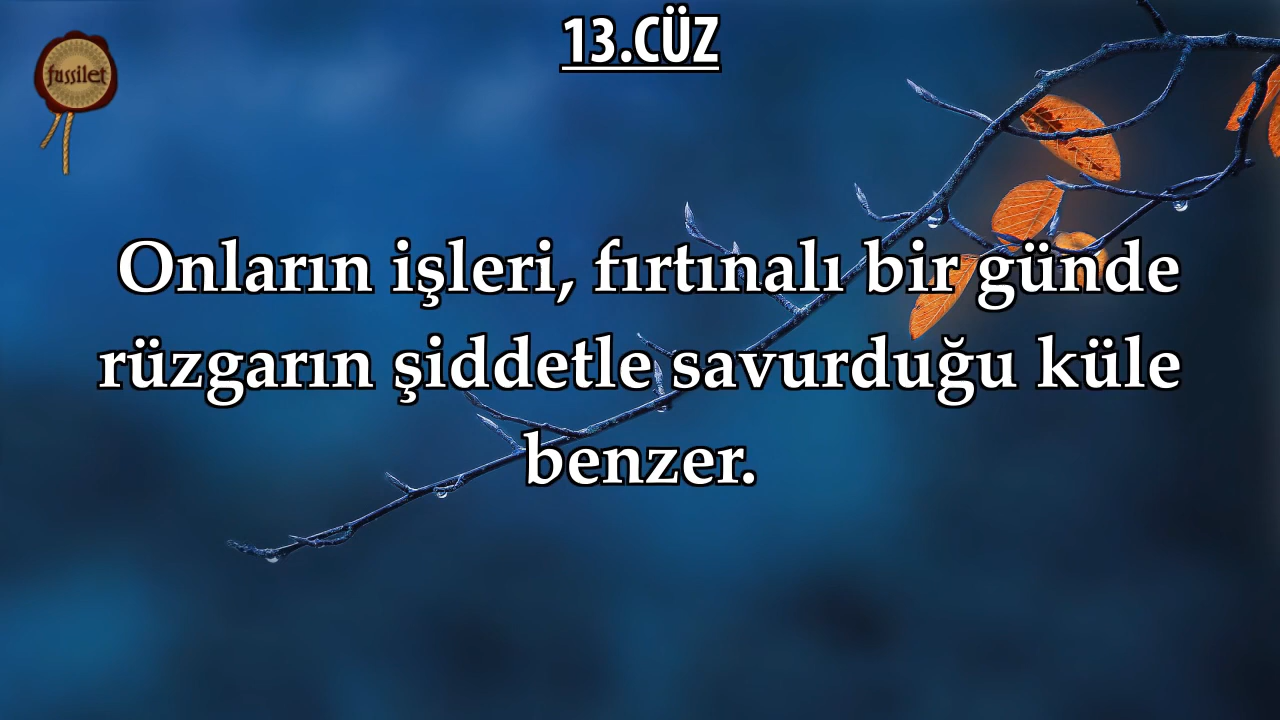 13.CÜZ
fussilet
Onların işleri, fırtınalı bir günde
rüzgarın şiddetle savurduğu küle
benzer.